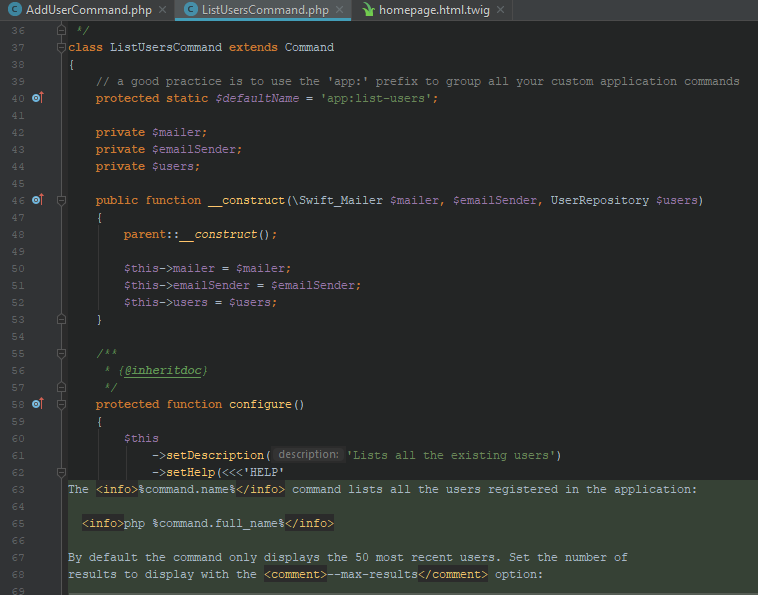 AddUserCommand.php ListUsersCommand.php homepage.html.twig
36 */
37 class ListUsersCommand extends Command
38 {
39 // a good practice is to use the 'app:' prefix to group all your custom application commands
40 protected static $defaultName = 'app:list-users';
41
42 private $mailer;
43 private $emailSender;
44 private $users;
45
46 public function __construct(\Swift_Mailer $mailer, $emailSender, UserRepository $users)
47 {
48 parent::__construct();
49
50 $this->mailer = $mailer;
51 $this->emailSender = $emailSender;
52 $this->users = $users;
53 }
54
55 /**
56 * {@inheritdoc}
57 */
58 protected function configure()
59 {
60 $this
61 ->setDescription( description: 'Lists all the existing users')
62 ->setHelp(<<<'HELP'
63 The <info>%command.name%</info> command lists all the users registered in the application:
64
65 <info>php %command.full_name%</info>
66
67 By default the command only displays the 50 most recent users. Set the number of
68 results to display with the <comment>--max-results</comment> option:
69